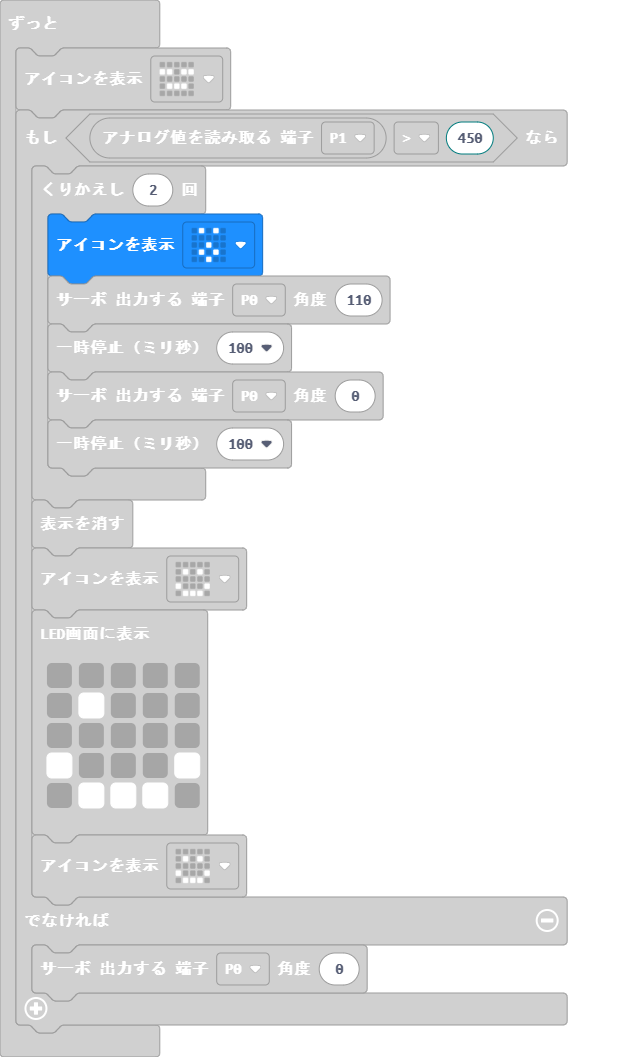 ずっと
アイコンを表示
もし アナログ値を読み取る 端子 P1 > 450 なら
くりかえし 2 回
アイコンを表示
サーボ 出力する 端子 P0 角度 110
一時停止（ミリ秒） 100
サーボ 出力する 端子 P0 角度 0
一時停止（ミリ秒） 100
表示を消す
アイコンを表示
LED画面に表示
アイコンを表示
でなければ
サーボ 出力する 端子 P0 角度 0